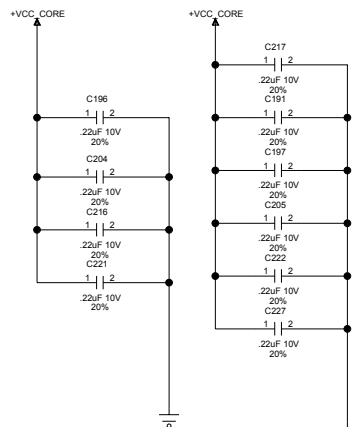 +VCC_CORE
C196
1 2
.22uF 10V
20%
C204
1 2
.22uF 10V
20%
C216
1 2
.22uF 10V
20%
C221
1 2
.22uF 10V
20%
0
+VCC_CORE
C217
1 2
.22uF 10V
20%
C191
1 2
.22uF 10V
20%
C197
1 2
.22uF 10V
20%
C205
1 2
.22uF 10V
20%
C222
1 2
.22uF 10V
20%
C227
1 2
.22uF 10V
20%